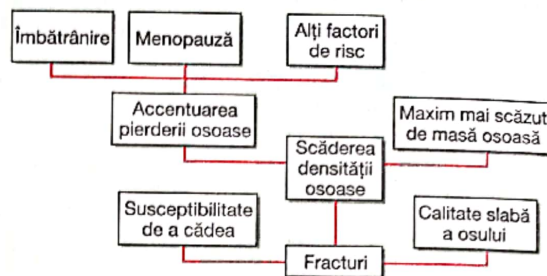 Îmbătrânire
Menopauză
Alți factori
de risc
Accentuarea
pierderii osoase
Maxim mai scăzut
de masă osoasă
Scăderea
densității
osoase
Susceptibilitate
de a cădea
Calitate slabă
a osului
Fracturi